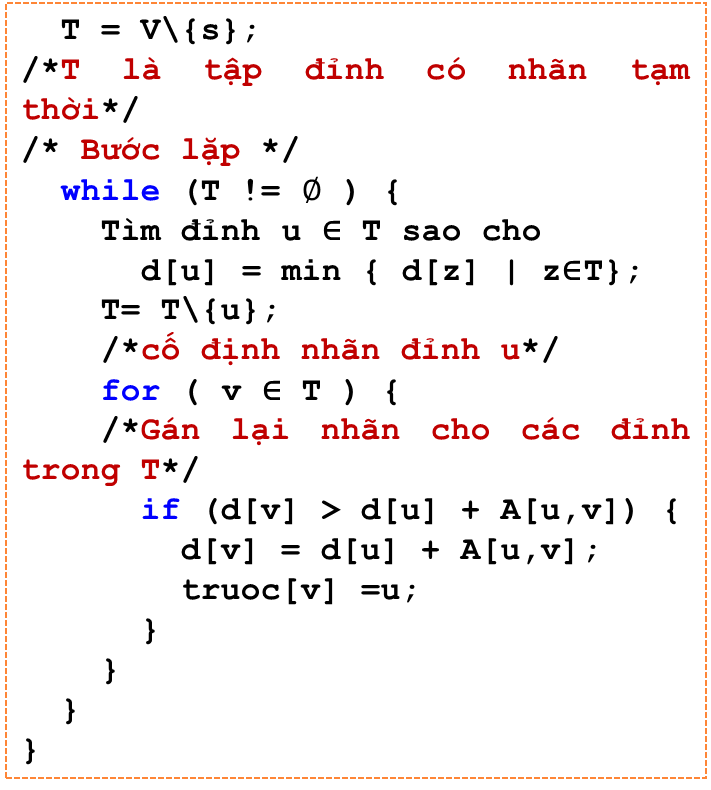 T = V\{s};
/*T là tập đỉnh có nhãn tạm
thời*/
/* Bước lặp */
while (T != ∅ ) {
Tìm đỉnh u ∈ T sao cho
d[u] = min { d[z] | z∈T};
T= T\{u};
/*cố định nhãn đỉnh u*/
for ( v ∈ T ) {
/*Gán lại nhãn cho các đỉnh
trong T*/
if (d[v] > d[u] + A[u,v]) {
d[v] = d[u] + A[u,v];
truoc[v] =u;
}
}
}
}